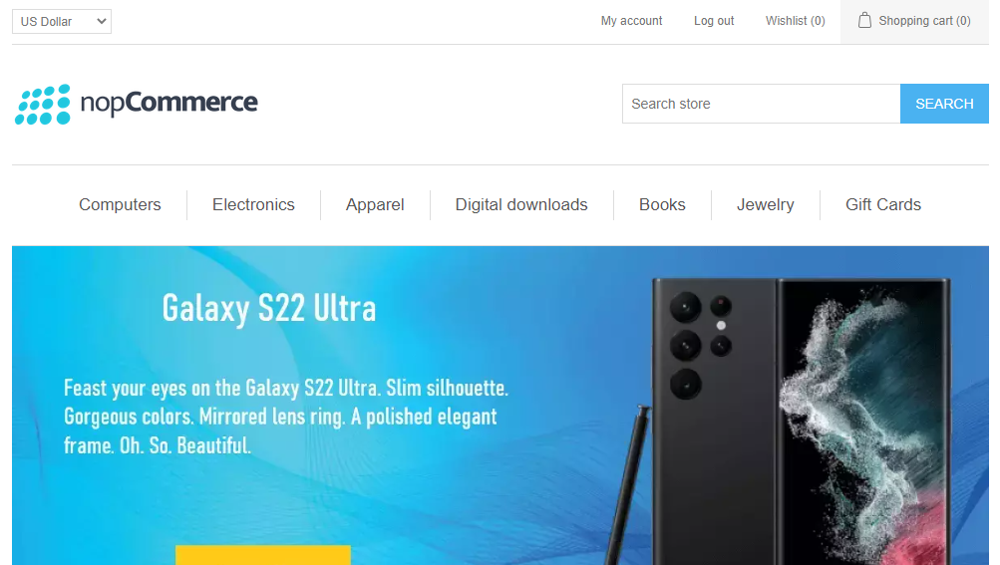 US Dollar
My account
Log out
Wishlist (0)
Shopping cart (0)
nopCommerce
Search store
SEARCH
Computers
Electronics
Apparel
Digital downloads
Books
Jewelry
Gift Cards
Galaxy S22 Ultra
Feast your eyes on the Galaxy S22 Ultra. Slim silhouette.
Gorgeous colors. Mirrored lens ring. A polished elegant
frame. Oh. So. Beautiful.